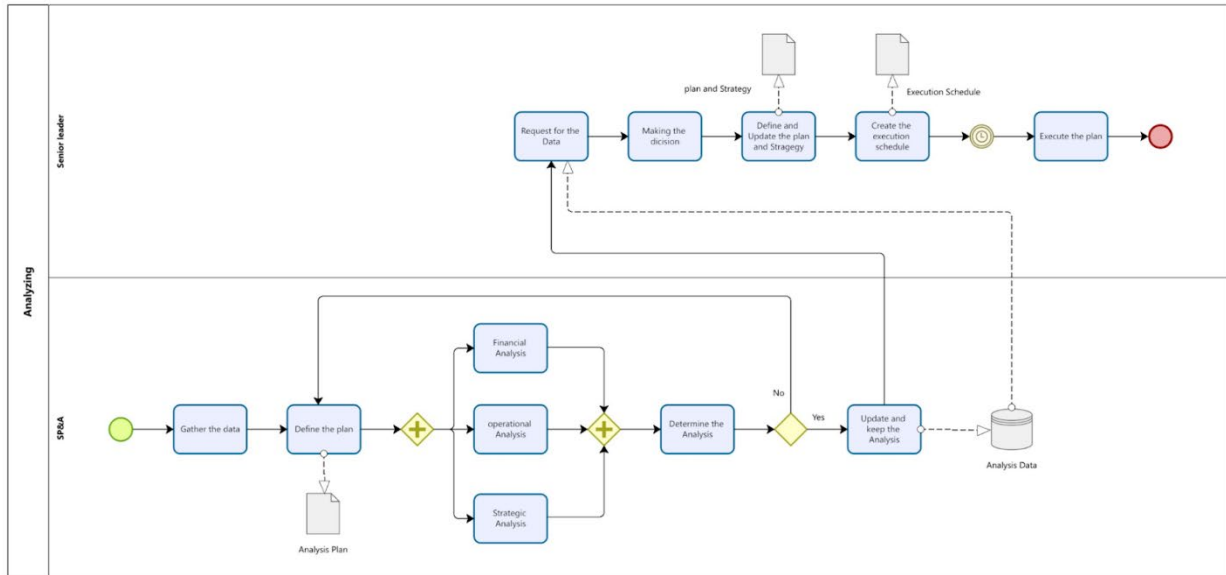 Analyzing
Senior leader
plan and Strategy
Execution Schedule
Request for the
Data
Making the
dicision
Define and
Update the plan
and Stragegy
Create the
execution
schedule
Execute the plan
SP&A
Gather the data
Define the plan
Analysis Plan
Financial
Analysis
operational
Analysis
Strategic
Analysis
Determine the
Analysis
No
Yes
Update and
keep the
Analysis
Analysis Data